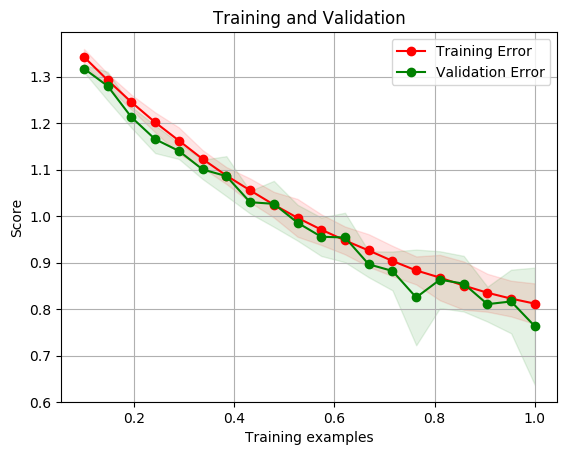 Training and Validation
Training Error
Validation Error
Score
1.3
1.2
1.1
1.0
0.9
0.8
0.7
0.6
0.2
0.4
0.6
0.8
1.0
Training examples